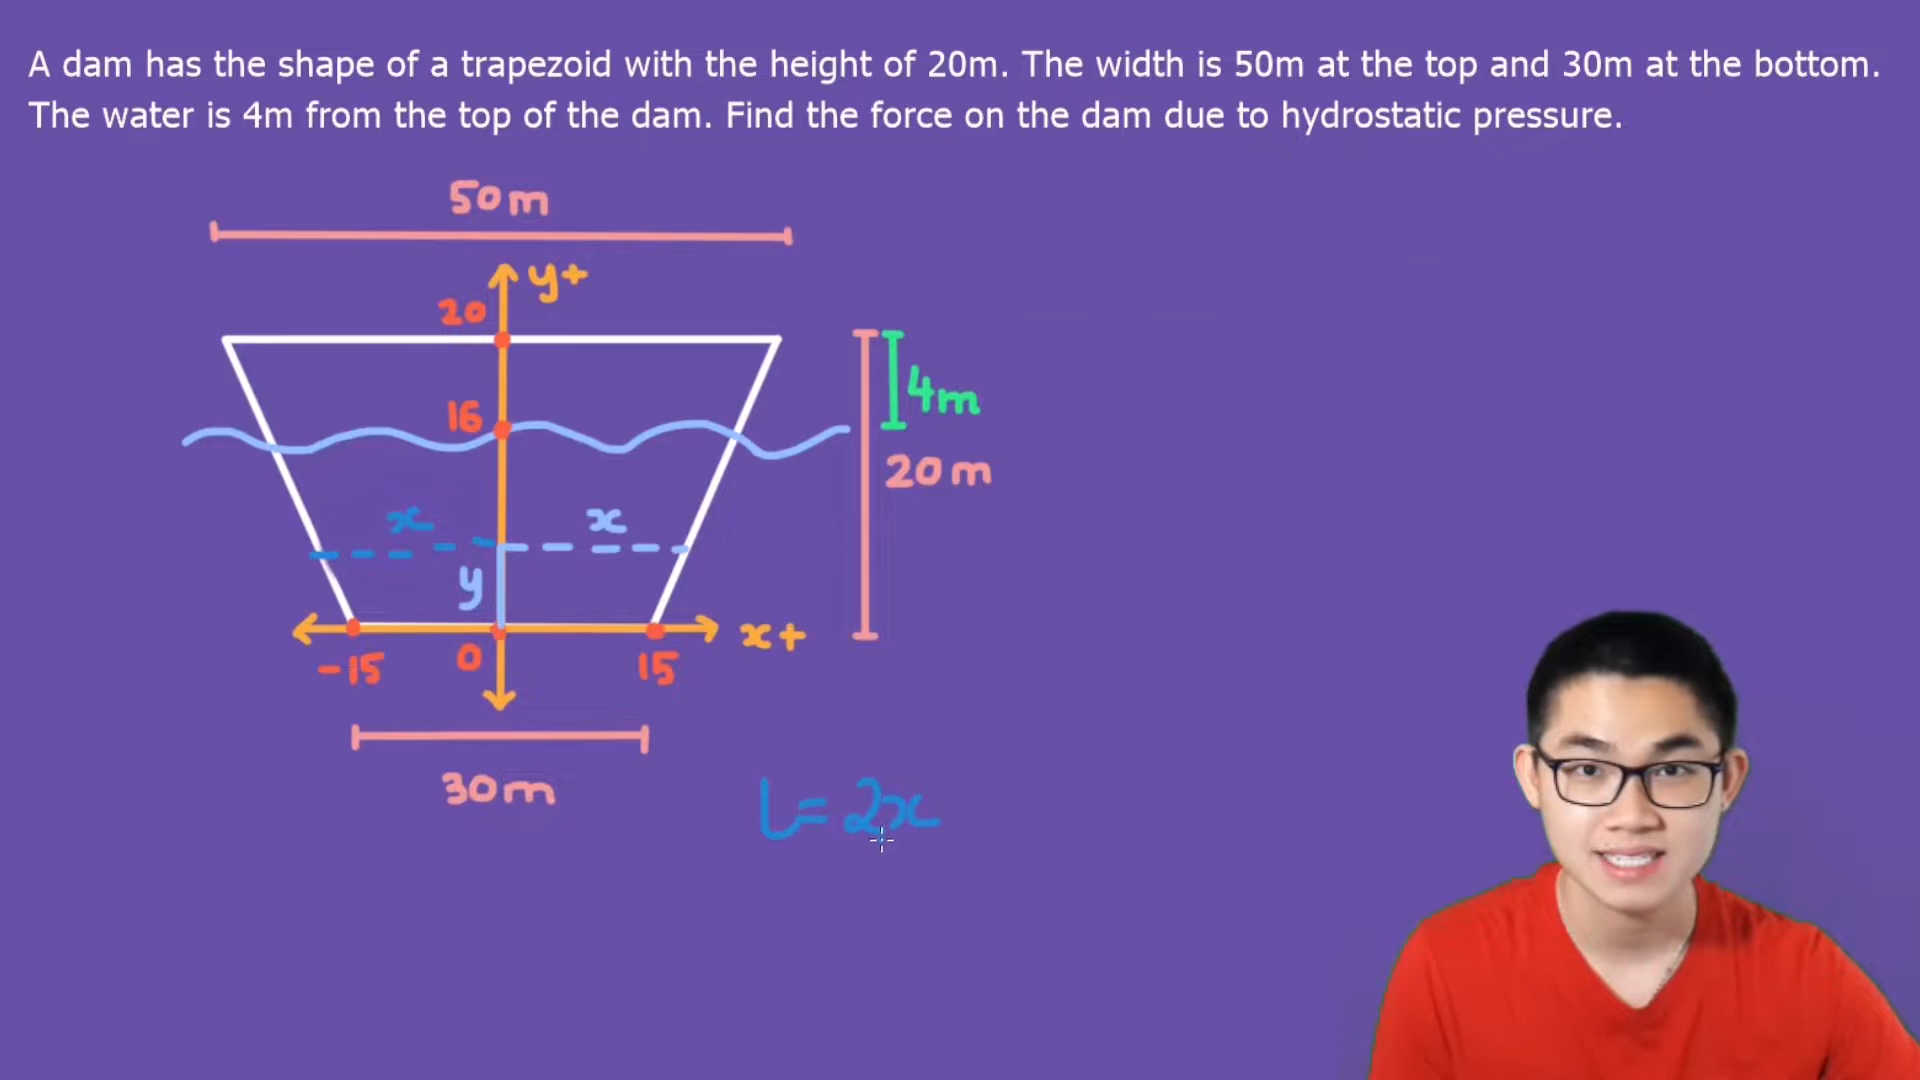 A dam has the shape of a trapezoid with the height of 20m. The width is 50m at the top and 30m at the bottom.
The water is 4m from the top of the dam. Find the force on the dam due to hydrostatic pressure.
50m
y+
20
4m
16
20m
x
x
y
x+
-15
0
15
30m
L=2x